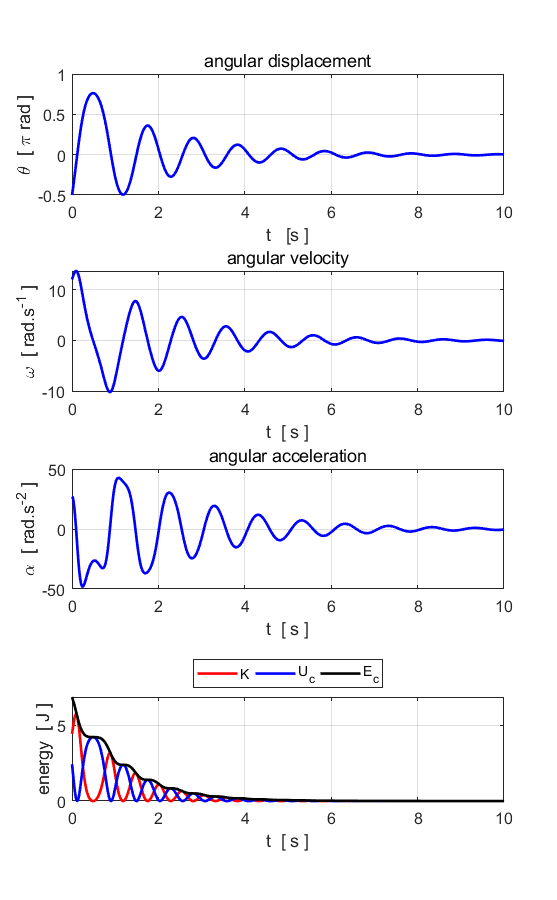 angular displacement
1
0.5
0
-0.5
θ [ π rad ]
0 2 4 6 8 10
t [s ]
angular velocity
10
0
-10
ω [ rad.s⁻¹ ]
0 2 4 6 8 10
t [ s ]
angular acceleration
50
0
-50
α [ rad.s⁻² ]
0 2 4 6 8 10
t [ s ]
K U_c E_c
5
0
energy [ J ]
0 2 4 6 8 10
t [ s ]